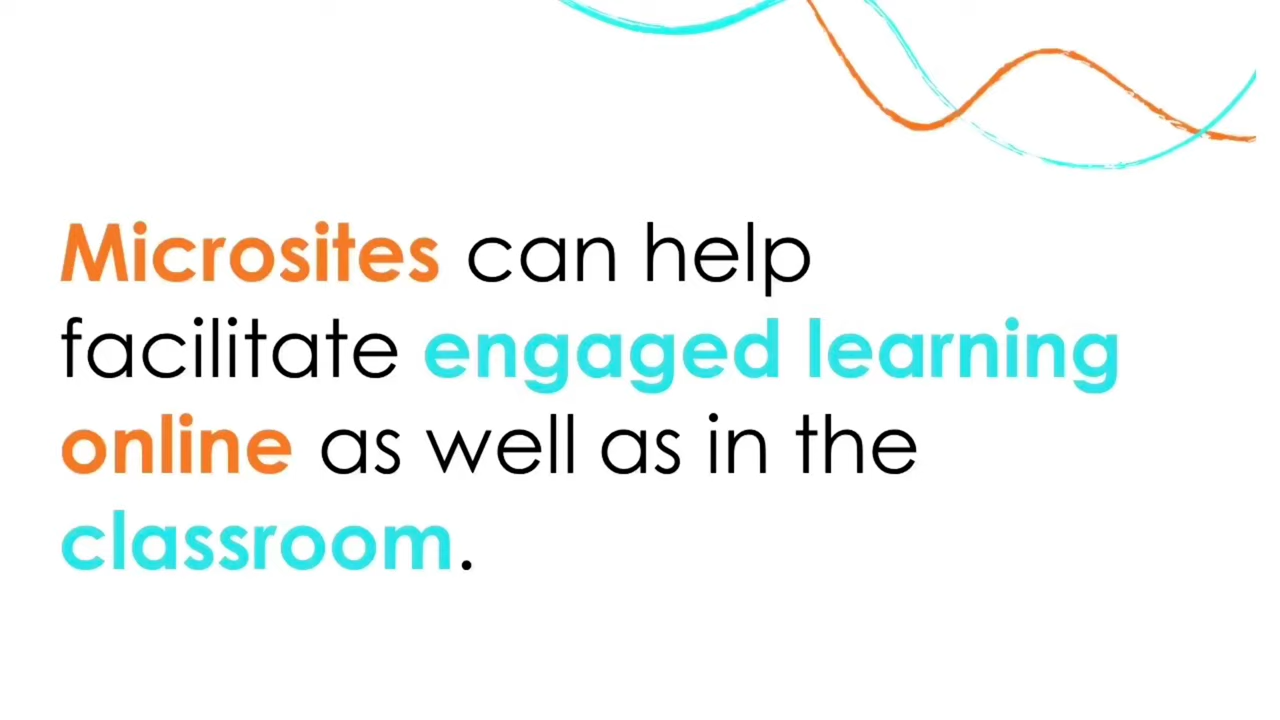 Microsites can help
facilitate engaged learning
online as well as in the
classroom.